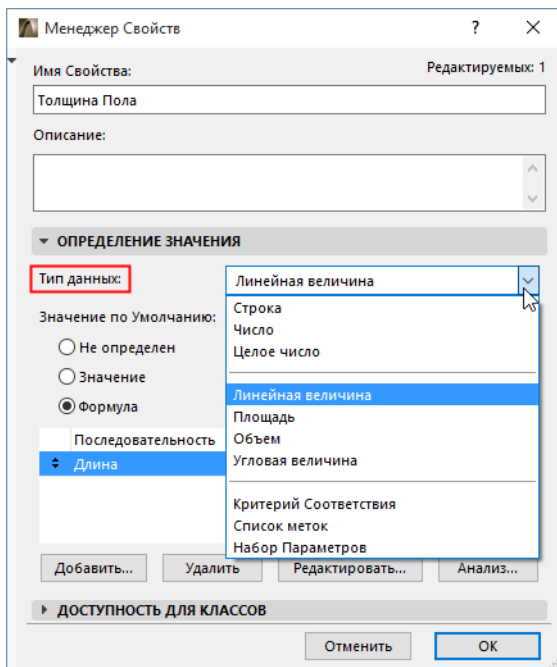 Менеджер Свойств ?
Имя Свойства: Редактируемых: 1
Толщина Пола
Описание:
ОПРЕДЕЛЕНИЕ ЗНАЧЕНИЯ
Тип данных: Линейная величина
Строка
Значение по Умолчанию: Число
Не определен Целое число
Значение
Линейная величина
Формула Площадь
Последовательность Объем
Длина Угловая величина
Критерий Соответствия
Список меток
Набор Параметров
Добавить... Удалить Редактировать... Анализ...
ДОСТУПНОСТЬ ДЛЯ КЛАССОВ
Отменить ОК